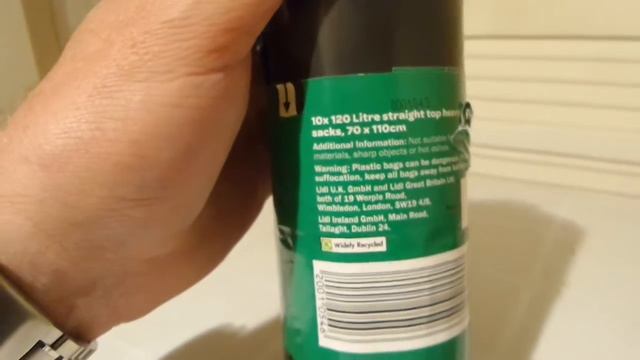 10x 120 Litre straight top heavy
sacks, 70 x 110cm
Additional Information: Not suitable
materials, sharp objects or hot ashes.
Warning: Plastic bags can be dangerous
suffocation, keep all bags away from
Lidl U.K. GmbH and Lidl Great Britain Ltd
both of 19 Worple Road,
Wimbledon, London, SW19 4JS.
Lidl Ireland GmbH, Main Road,
Tallaght, Dublin 24.
Widely Recycled